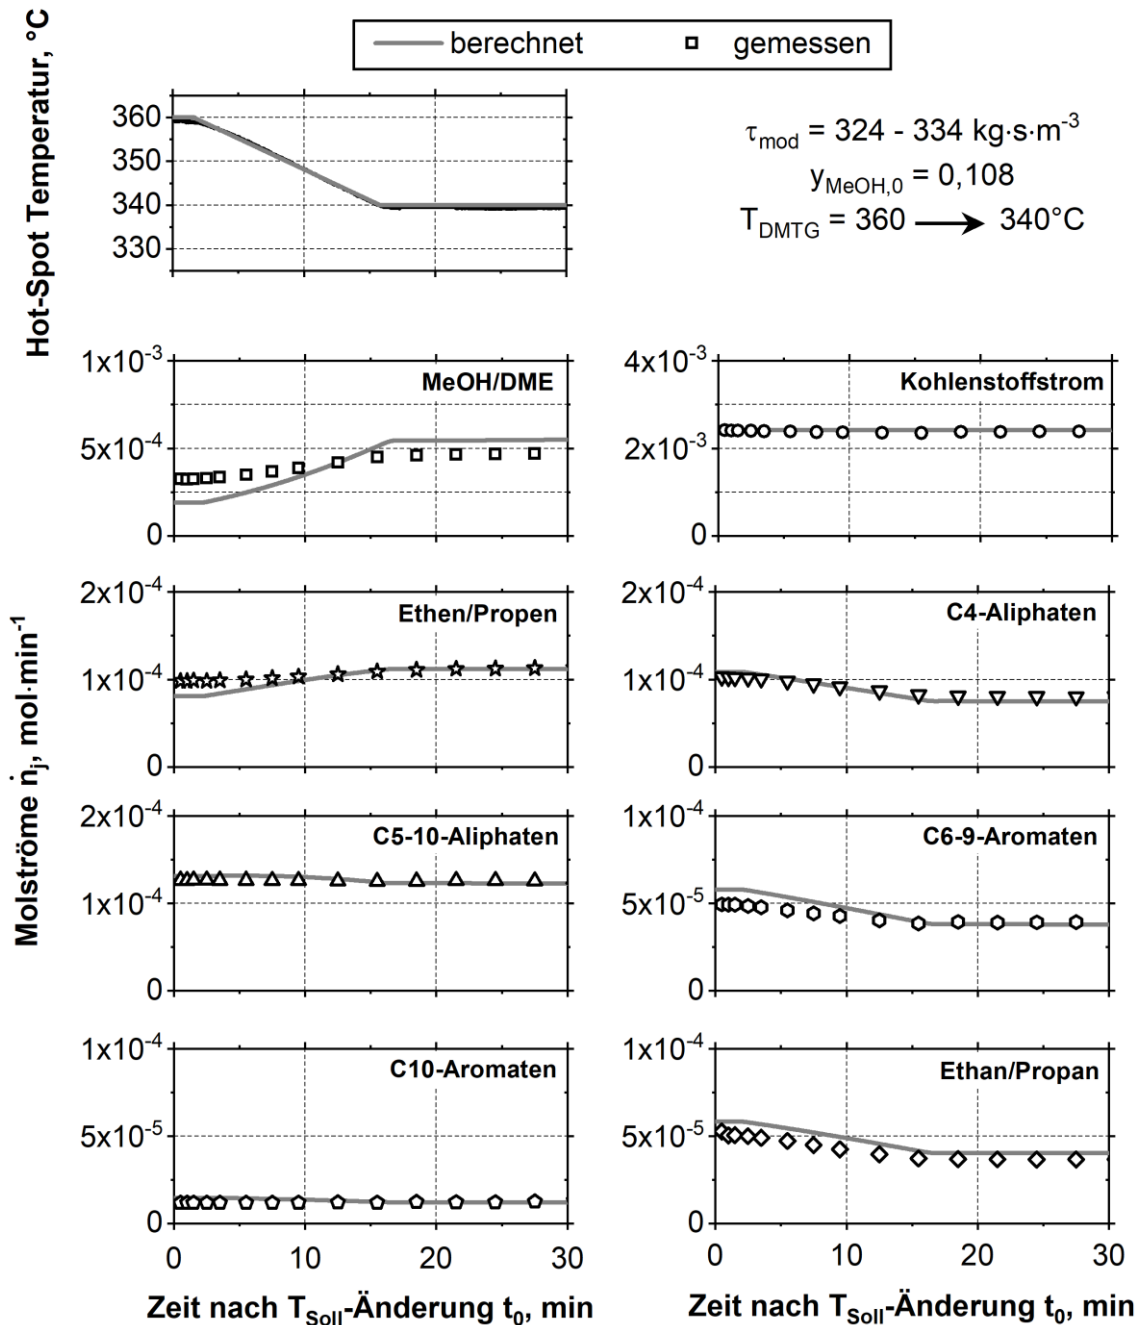 berechnet gemessen
Hot-Spot Temperatur, °C
360
350
340
330
τmod = 324 - 334 kg·s·m-3
yMeOH,0 = 0,108
TDMTG = 360 → 340°C
Molströme ṅj, mol·min-1
MeOH/DME
1x10-3
5x10-4
0
Kohlenstoffstrom
4x10-3
2x10-3
0
Ethen/Propen
2x10-4
1x10-4
0
C4-Aliphaten
2x10-4
1x10-4
0
C5-10-Aliphaten
2x10-4
1x10-4
0
C6-9-Aromaten
1x10-4
5x10-5
0
C10-Aromaten
1x10-4
5x10-5
0
Ethan/Propan
1x10-4
5x10-5
0
0 10 20 30
0 10 20 30
Zeit nach TSoll-Änderung t0, min
Zeit nach TSoll-Änderung t0, min